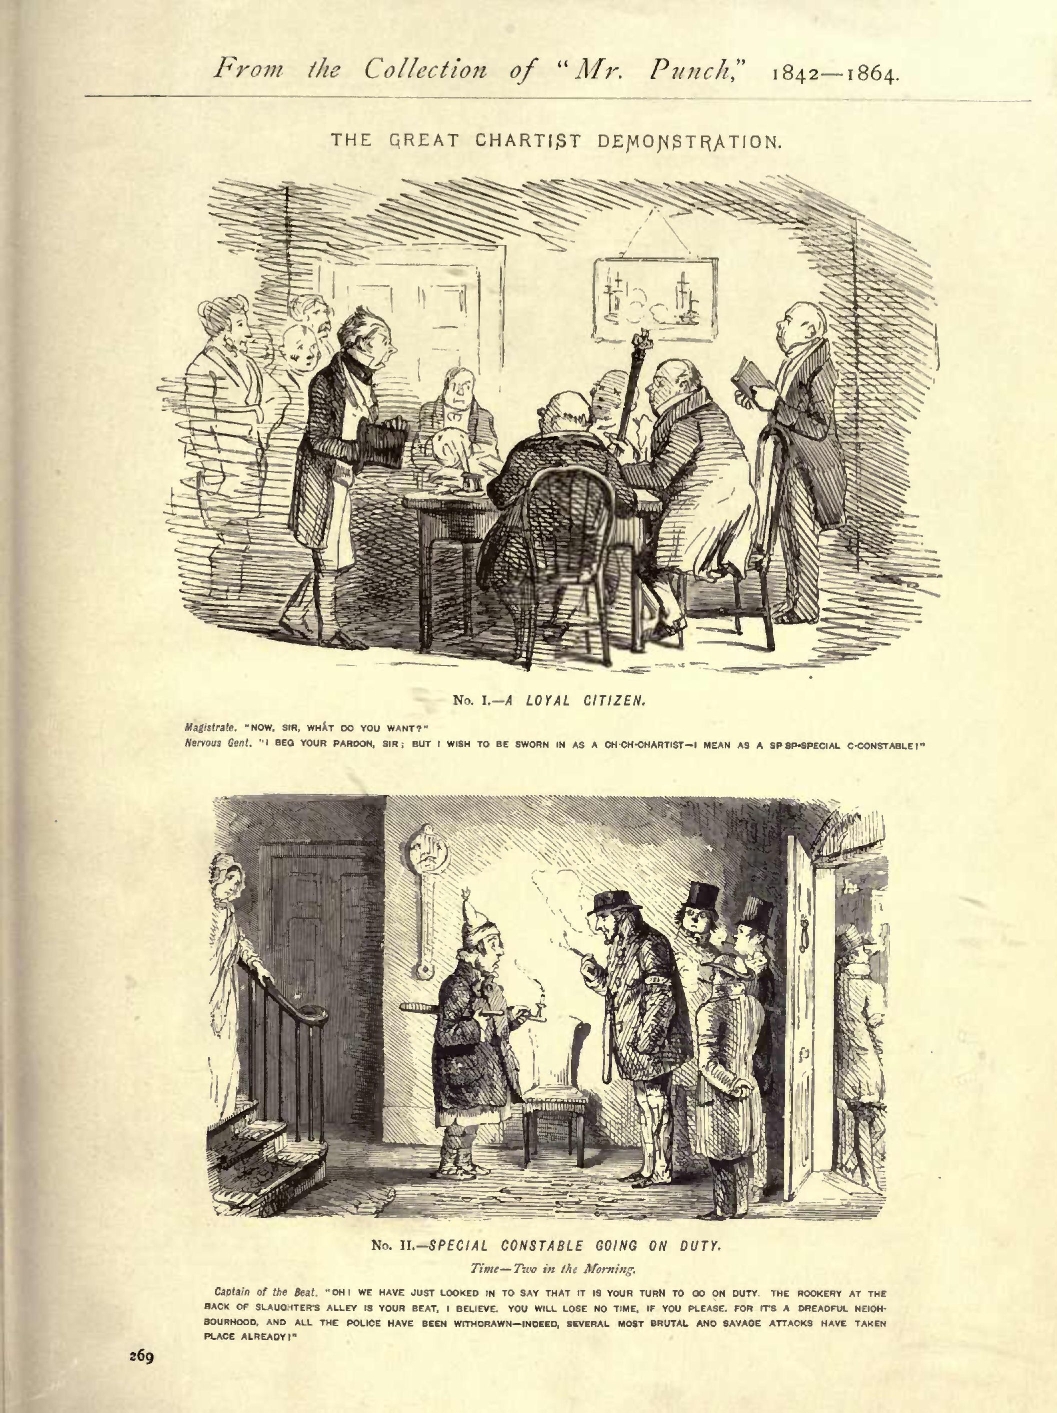 From the Collection of "Mr. Punch," 1842—1864.
THE GREAT CHARTIST DEMONSTRATION.
No. I.—A LOYAL CITIZEN.
Magistrate. "NOW, SIR, WHAT DO YOU WANT?"
Nervous Gent. "I BEG YOUR PARDON, SIR; BUT I WISH TO BE SWORN IN AS A CH-CH-CHARTIST—I MEAN AS A SP SP-SPECIAL C-CONSTABLE!"
No. II.—SPECIAL CONSTABLE GOING ON DUTY.
Time—Two in the Morning.
Captain of the Beat. "OH! WE HAVE JUST LOOKED IN TO SAY THAT IT IS YOUR TURN TO GO ON DUTY. THE ROOKERY AT THE
BACK OF SLAUGHTER'S ALLEY IS YOUR BEAT, I BELIEVE. YOU WILL LOSE NO TIME, IF YOU PLEASE. FOR IT'S A DREADFUL NEIGH-
BOURHOOD, AND ALL THE POLICE HAVE BEEN WITHDRAWN—INDEED, SEVERAL MOST BRUTAL AND SAVAGE ATTACKS HAVE TAKEN
PLACE ALREADY!"
269